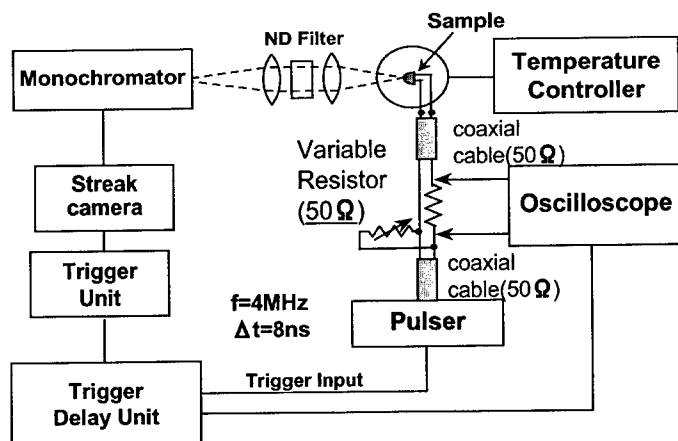 ND Filter
Sample
Monochromator
Temperature
Controller
coaxial
cable(50Ω)
Variable
Resistor
(50Ω)
Streak
camera
Oscilloscope
Trigger
Unit
coaxial
cable(50Ω)
f=4MHz
Δt=8ns
Pulser
Trigger Input
Trigger
Delay Unit